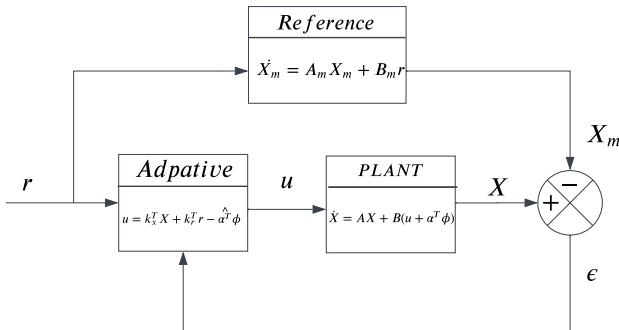 Reference
Ẋₘ = AₘXₘ + Bₘr
Xₘ
r
Adpative
u = kₓᵀX + kᵣᵀr − α̂ᵀϕ
u
PLANT
Ẋ = AX + B(u + αᵀϕ)
X
−
+
ϵ